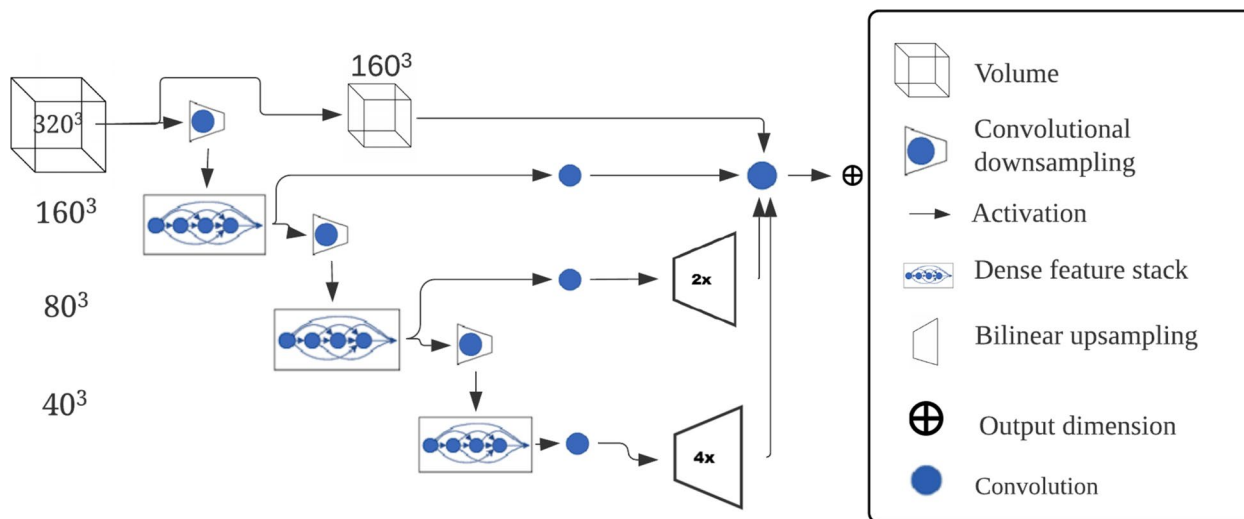 160³
320³
160³
80³
2x
40³
4x
Volume
Convolutional
downsampling
Activation
Dense feature stack
Bilinear upsampling
Output dimension
Convolution